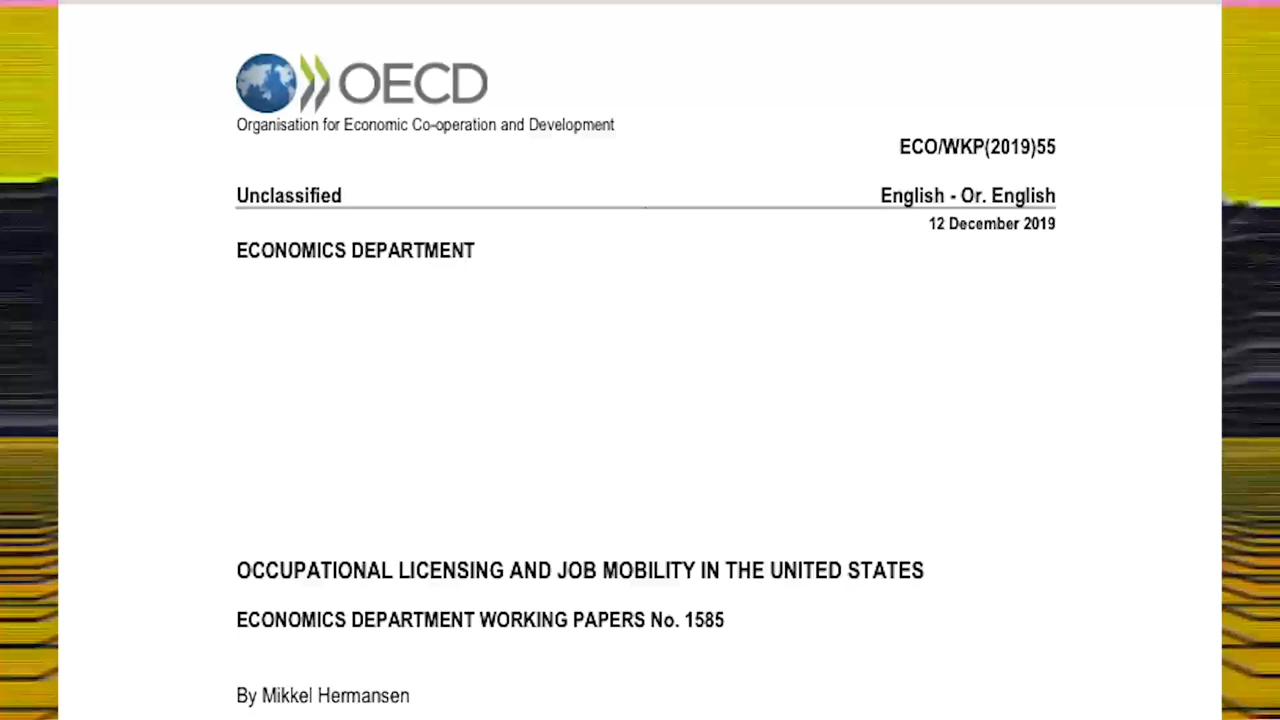 OECD
Organisation for Economic Co-operation and Development
ECO/WKP(2019)55
Unclassified English - Or. English
12 December 2019
ECONOMICS DEPARTMENT
OCCUPATIONAL LICENSING AND JOB MOBILITY IN THE UNITED STATES
ECONOMICS DEPARTMENT WORKING PAPERS No. 1585
By Mikkel Hermansen